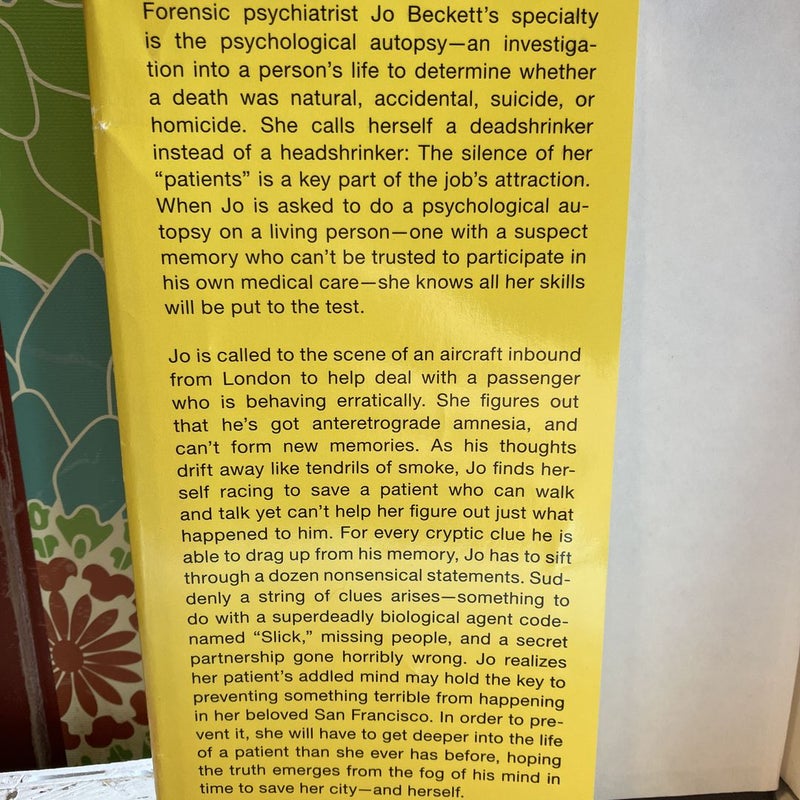 Forensic psychiatrist Jo Beckett’s specialty
is the psychological autopsy—an investiga-
tion into a person’s life to determine whether
a death was natural, accidental, suicide, or
homicide. She calls herself a deadshrinker
instead of a headshrinker: The silence of her
“patients” is a key part of the job’s attraction.
When Jo is asked to do a psychological au-
topsy on a living person—one with a suspect
memory who can’t be trusted to participate in
his own medical care—she knows all her skills
will be put to the test.
Jo is called to the scene of an aircraft inbound
from London to help deal with a passenger
who is behaving erratically. She figures out
that he’s got anteretrograde amnesia, and
can’t form new memories. As his thoughts
drift away like tendrils of smoke, Jo finds her-
self racing to save a patient who can walk
and talk yet can’t help her figure out just what
happened to him. For every cryptic clue he is
able to drag up from his memory, Jo has to sift
through a dozen nonsensical statements. Sud-
denly a string of clues arises—something to
do with a superdeadly biological agent code-
named “Slick,” missing people, and a secret
partnership gone horribly wrong. Jo realizes
her patient’s addled mind may hold the key to
preventing something terrible from happening
in her beloved San Francisco. In order to pre-
vent it, she will have to get deeper into the life
of a patient than she ever has before, hoping
the truth emerges from the fog of his mind in
time to save her city—and herself.